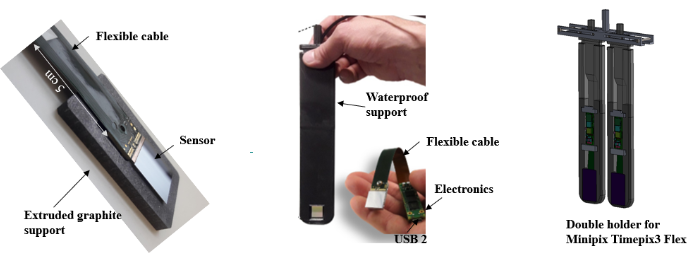 Flexible cable
5 cm
Sensor
Extruded graphite
support
Waterproof
support
Flexible cable
Electronics
USB 2
Double holder for
Minipix Timepix3 Flex